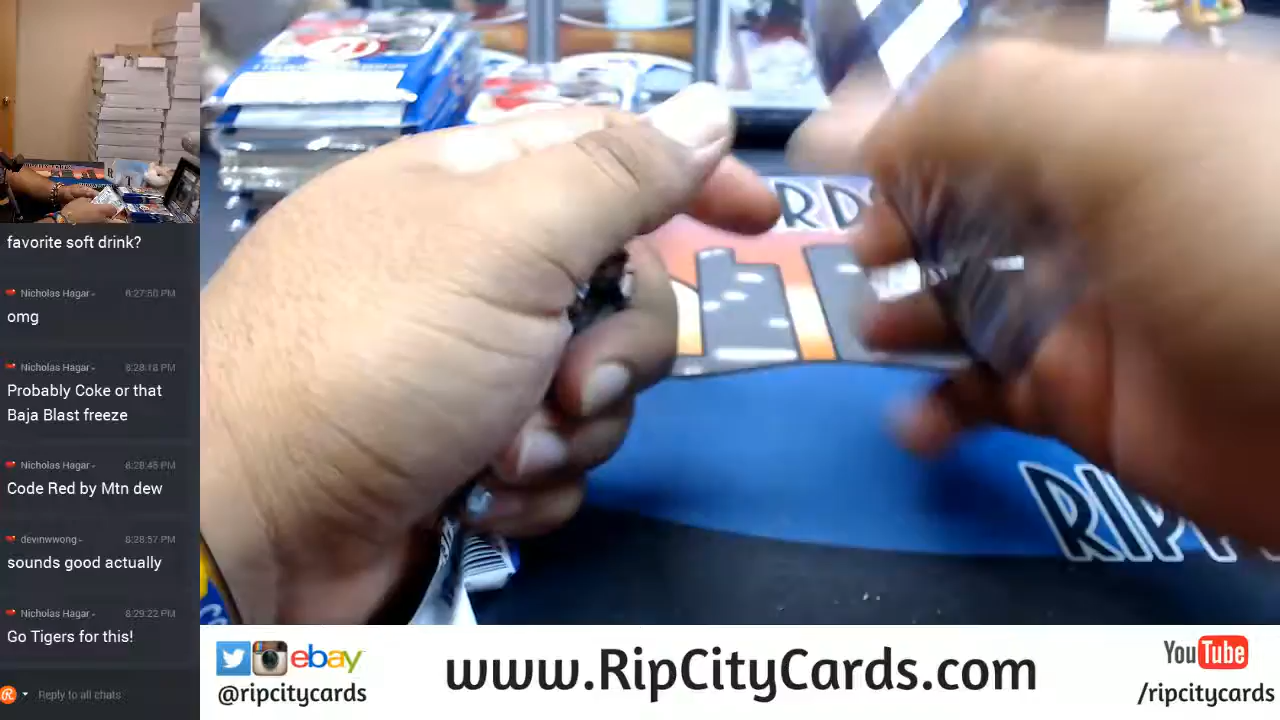 favorite soft drink?
Nicholas Hagar- 8:27:50 PM
omg
Nicholas Hagar- 8:28:18 PM
Probably Coke or that
Baja Blast freeze
Nicholas Hagar- 8:28:45 PM
Code Red by Mtn dew
devinwwong- 8:28:57 PM
sounds good actually
Nicholas Hagar- 8:29:22 PM
Go Tigers for this!
Reply to all chats
ebay
@ripcitycards
www.RipCityCards.com
YouTube
/ripcitycards